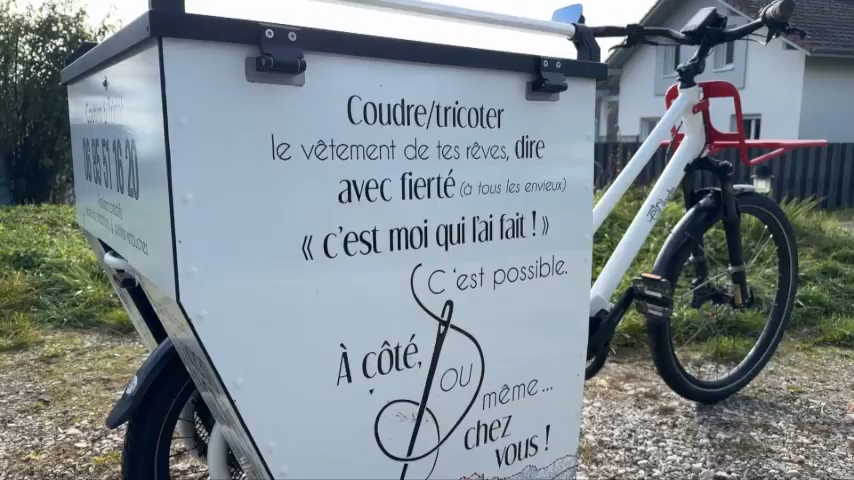 Coudre/tricoter
le vêtement de tes rêves, dire
avec fierté (à tous les envieux)
« c'est moi qui l'ai fait ! »
C'est possible.
À côté,
OU
même...
chez
vous !
06 85 51 16 20